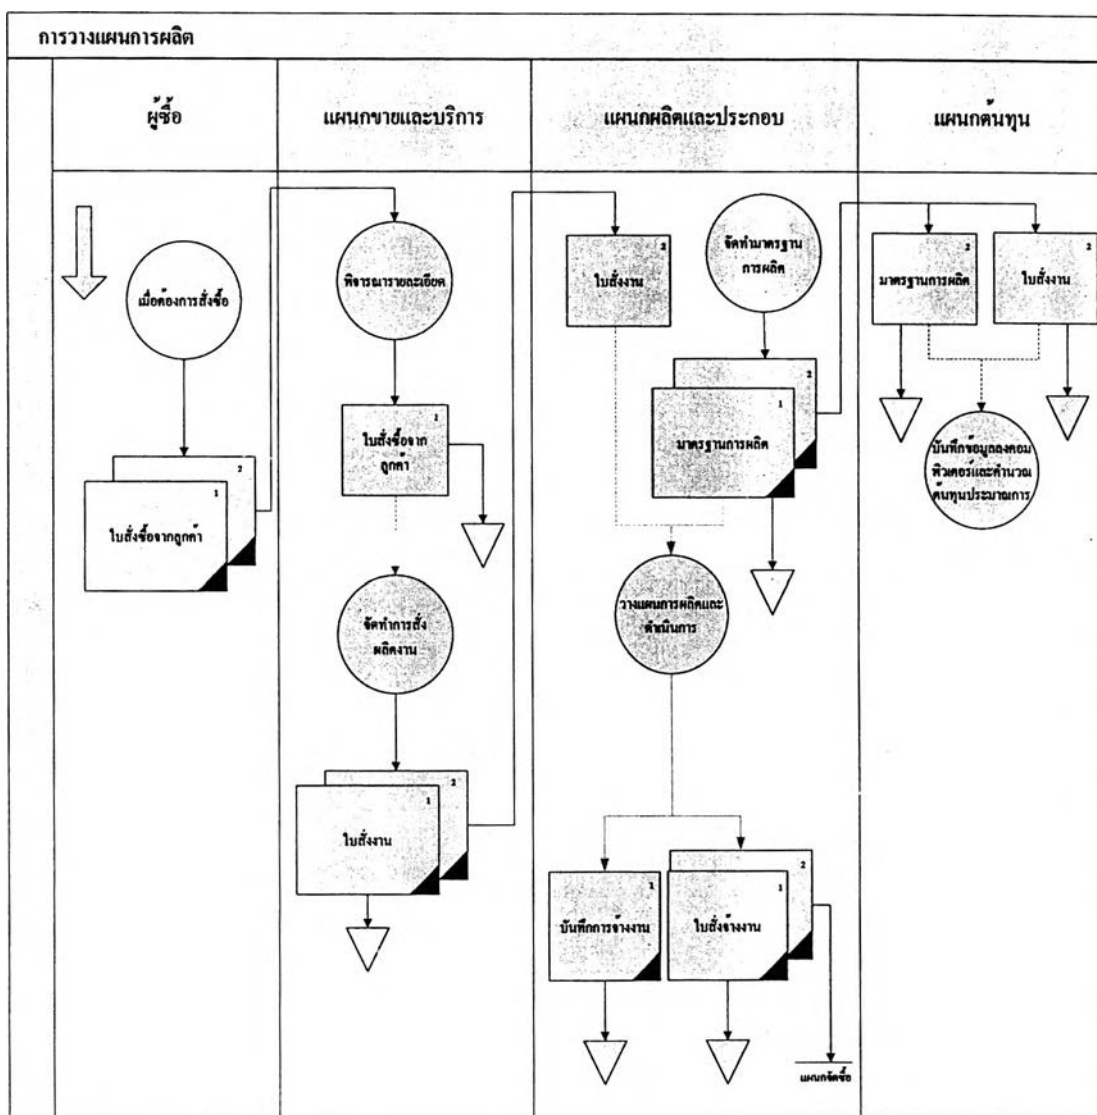 การวางแผนการผลิต
ผู้ซื้อ
แผนกขายและบริการ
แผนกผลิตและประกอบ
แผนกต้นทุน
เมื่อต้องการสั่งซื้อ
2
1
ใบสั่งซื้อจากลูกค้า
พิจารณารายละเอียด
1
ใบสั่งซื้อจาก
ลูกค้า
จัดทำการสั่ง
ผลิตงาน
2
1
ใบสั่งงาน
2
ใบสั่งงาน
จัดทำมาตรฐาน
การผลิต
2
1
มาตรฐานการผลิต
วางแผนการผลิตและ
ดำเนินการ
1
บันทึกการจ้างงาน
2
1
ใบสั่งจ้างงาน
แผนกจัดซื้อ
2
มาตรฐานการผลิต
2
ใบสั่งงาน
บันทึกข้อมูลลงคอม
พิวเตอร์และคำนวณ
ต้นทุนประมาณการ